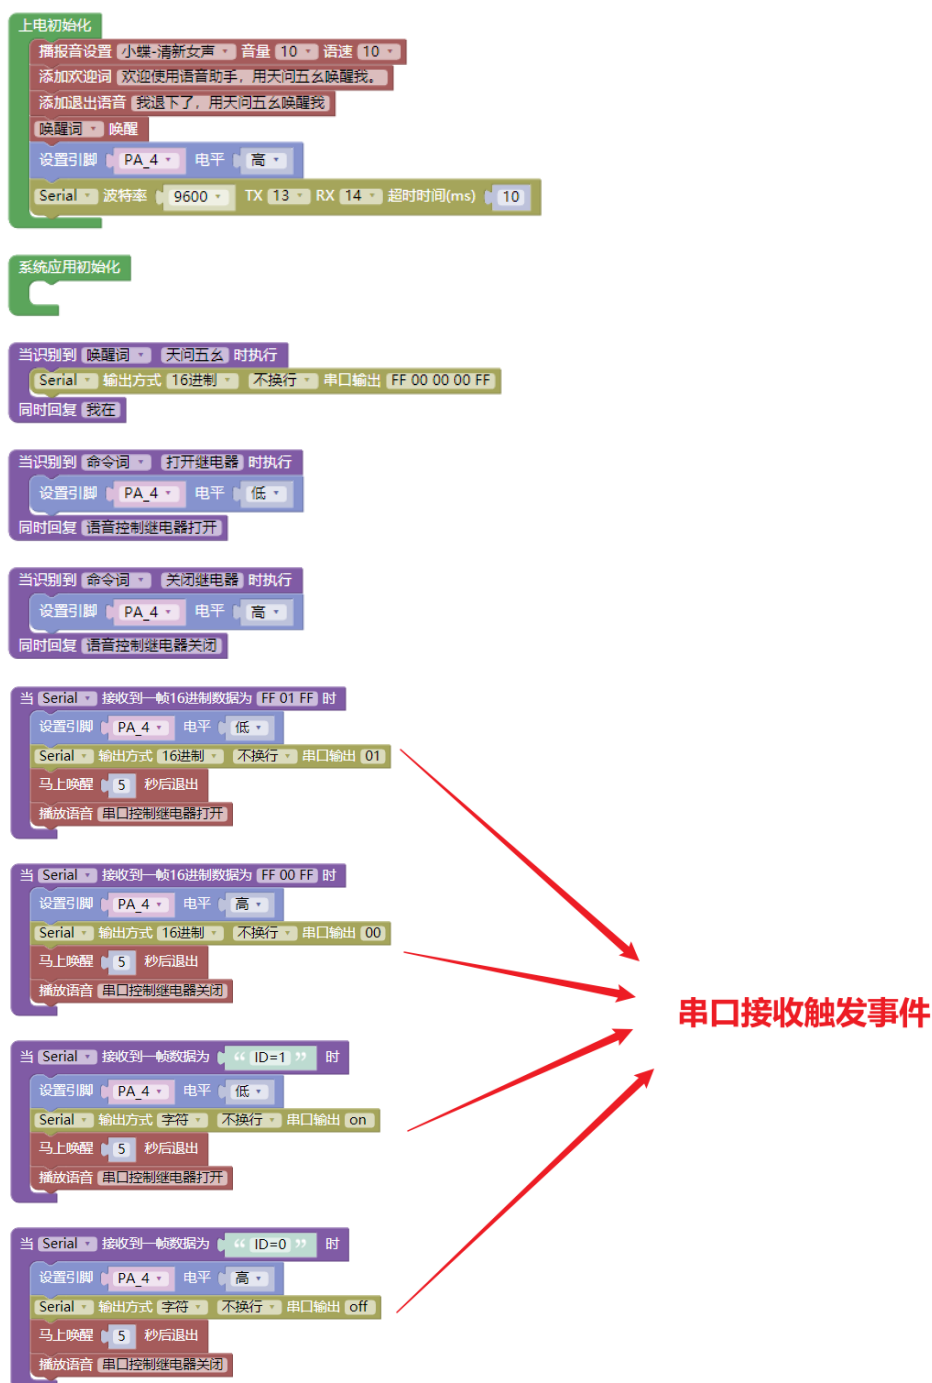 上电初始化
播报音设置 小蝶-清新女声 音量 10 语速 10
添加欢迎词 欢迎使用语音助手，用天问五幺唤醒我。
添加退出语音 我退下了，用天问五幺唤醒我
唤醒词 唤醒
设置引脚 PA_4 电平 高
Serial 波特率 9600 TX 13 RX 14 超时时间(ms) 10
系统应用初始化
当识别到 唤醒词 天问五幺 时执行
Serial 输出方式 16进制 不换行 串口输出 FF 00 00 00 FF
同时回复 我在
当识别到 命令词 打开继电器 时执行
设置引脚 PA_4 电平 低
同时回复 语音控制继电器打开
当识别到 命令词 关闭继电器 时执行
设置引脚 PA_4 电平 高
同时回复 语音控制继电器关闭
当 Serial 接收到一帧16进制数据为 FF 01 FF 时
设置引脚 PA_4 电平 低
Serial 输出方式 16进制 不换行 串口输出 01
马上唤醒 5 秒后退出
播放语音 串口控制继电器打开
当 Serial 接收到一帧16进制数据为 FF 00 FF 时
设置引脚 PA_4 电平 高
Serial 输出方式 16进制 不换行 串口输出 00
马上唤醒 5 秒后退出
播放语音 串口控制继电器关闭
串口接收触发事件
当 Serial 接收到一帧数据为 “ ID=1 ” 时
设置引脚 PA_4 电平 低
Serial 输出方式 字符 不换行 串口输出 on
马上唤醒 5 秒后退出
播放语音 串口控制继电器打开
当 Serial 接收到一帧数据为 “ ID=0 ” 时
设置引脚 PA_4 电平 高
Serial 输出方式 字符 不换行 串口输出 off
马上唤醒 5 秒后退出
播放语音 串口控制继电器关闭